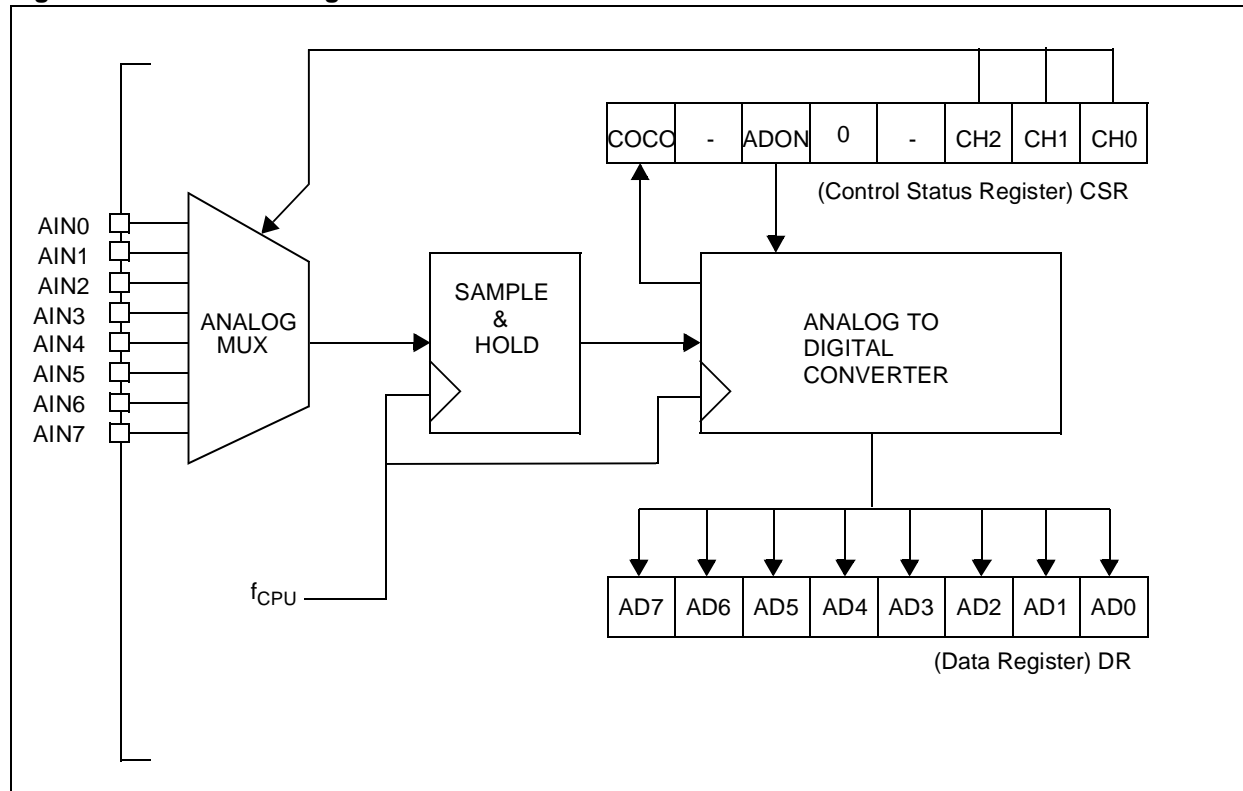 COCO - ADON 0 - CH2 CH1 CH0
(Control Status Register) CSR
AIN0
AIN1
AIN2
AIN3
AIN4
AIN5
AIN6
AIN7
ANALOG
MUX
SAMPLE
&
HOLD
ANALOG TO
DIGITAL
CONVERTER
fCPU
AD7 AD6 AD5 AD4 AD3 AD2 AD1 AD0
(Data Register) DR